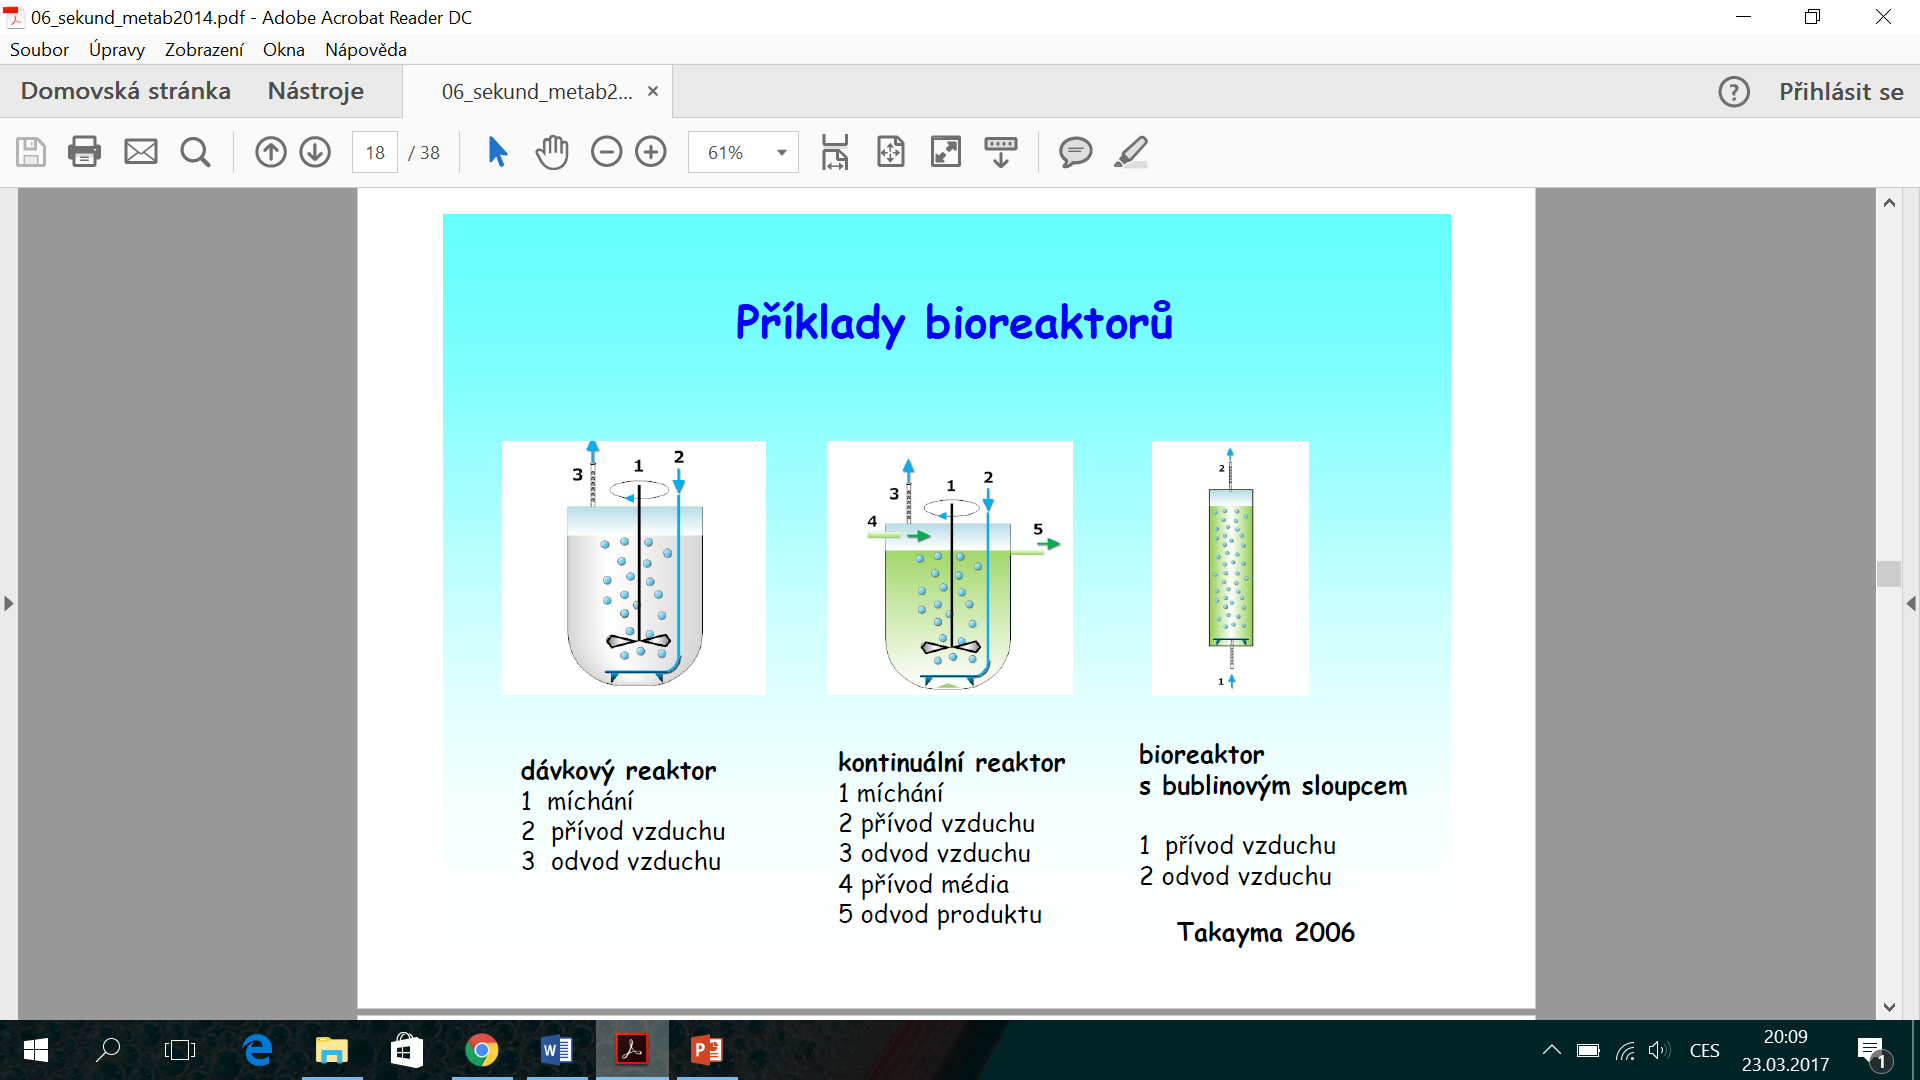 06_sekund_metab2014.pdf - Adobe Acrobat Reader DC
Soubor Úpravy Zobrazení Okna Nápověda
Domovská stránka Nástroje 06_sekund_metab2... × ? Přihlásit se
18 / 38 61%
Příklady bioreaktorů
3 1 2
3 1 2
4 5
2
1
dávkový reaktor
1 míchání
2 přívod vzduchu
3 odvod vzduchu
kontinuální reaktor
1 míchání
2 přívod vzduchu
3 odvod vzduchu
4 přívod média
5 odvod produktu
bioreaktor
s bublinovým sloupcem
1 přívod vzduchu
2 odvod vzduchu
Takayma 2006
CES
20:09
23.03.2017
1